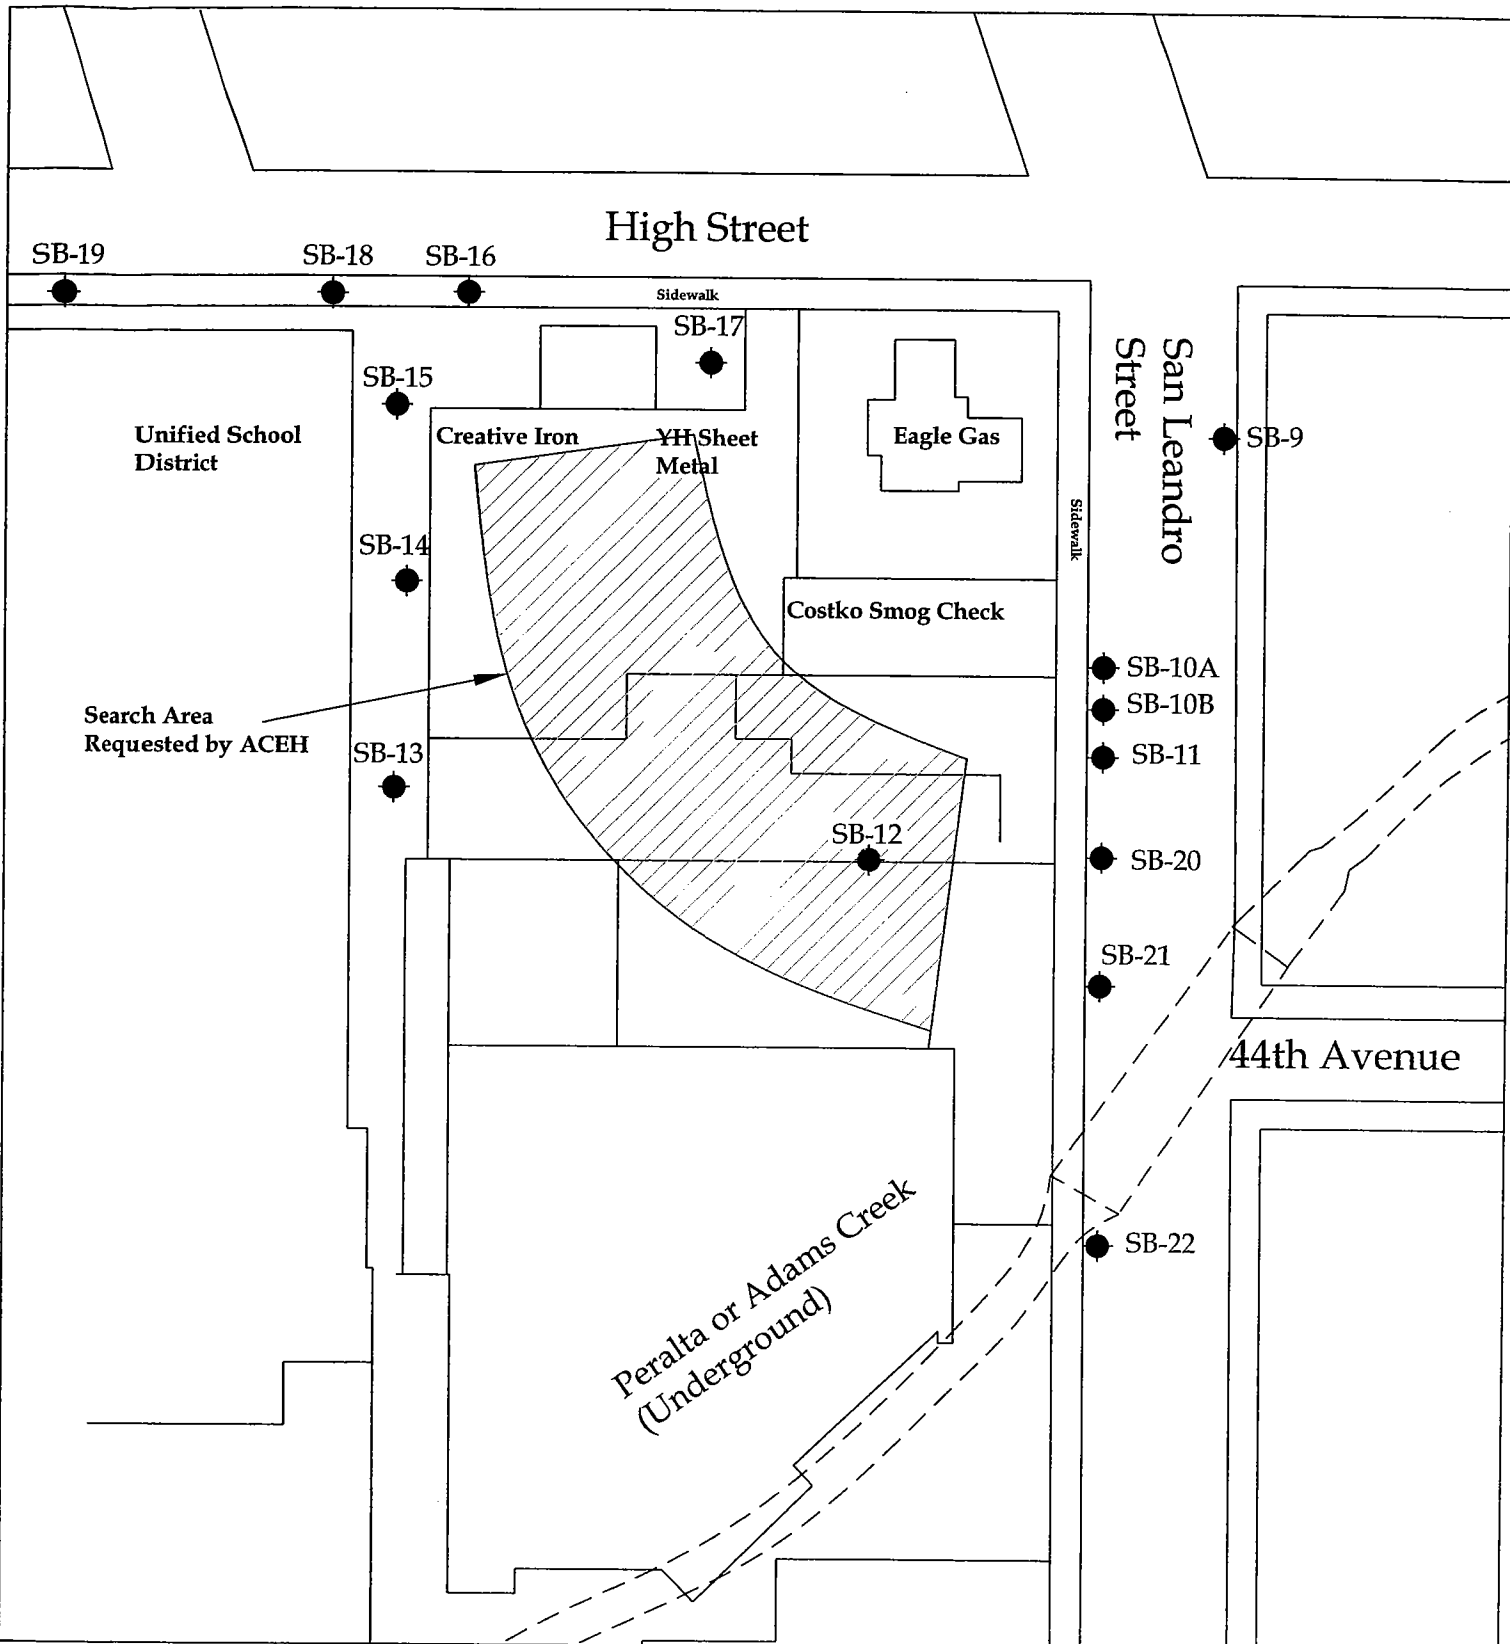 High Street
SB-19
SB-18
SB-16
Sidewalk
SB-17
SB-15
San Leandro
Street
Unified School
District
Creative Iron
YH Sheet
Metal
Eagle Gas
SB-9
Sidewalk
SB-14
Costko Smog Check
SB-10A
SB-10B
Search Area
Requested by ACEH
SB-13
SB-11
SB-12
SB-20
SB-21
44th Avenue
Peralta or Adams Creek
(Underground)
SB-22